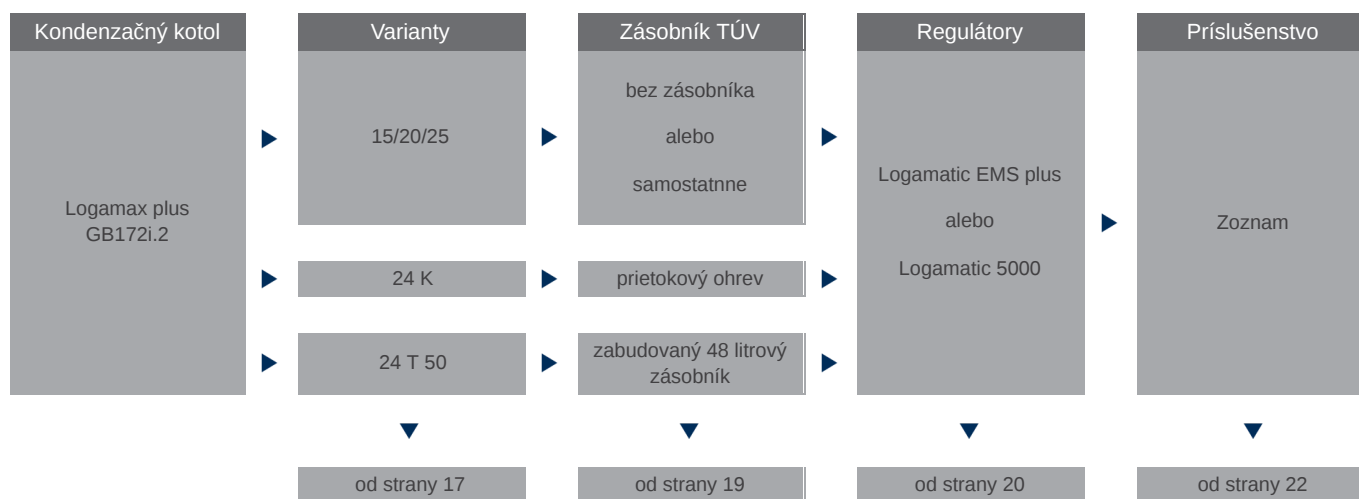 Kondenzačný kotol
Varianty
Zásobník TÚV
Regulátory
Príslušenstvo
Logamax plus
GB172i.2
15/20/25
bez zásobníka
alebo
samostatnne
Logamatic EMS plus
alebo
Logamatic 5000
Zoznam
24 K
prietokový ohrev
24 T 50
zabudovaný 48 litrový
zásobník
od strany 17
od strany 19
od strany 20
od strany 22